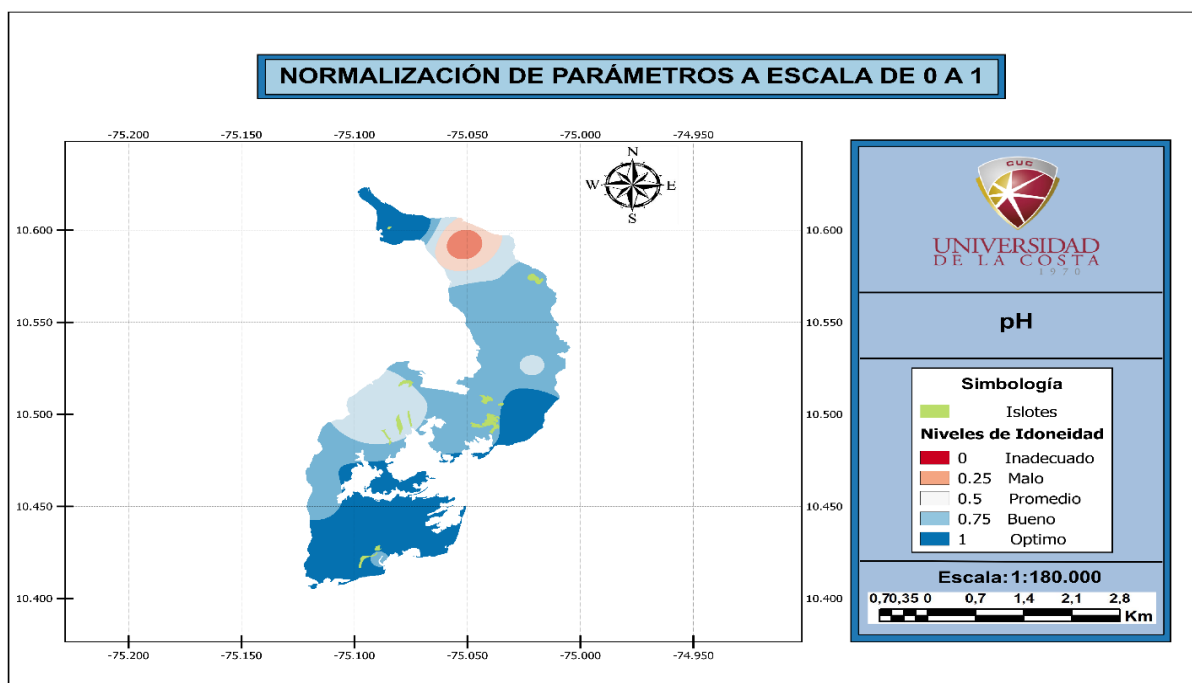 NORMALIZACIÓN DE PARÁMETROS A ESCALA DE 0 A 1
-75.200 -75.150 -75.100 -75.050 -75.000 -74.950
N
W E
S
10.600 10.600
10.550 10.550
10.500 10.500
10.450 10.450
10.400 10.400
-75.200 -75.150 -75.100 -75.050 -75.000 -74.950
CUC
UNIVERSIDAD
DE LA COSTA
1970
pH
Simbología
Islotes
Niveles de Idoneidad
0 Inadecuado
0.25 Malo
0.5 Promedio
0.75 Bueno
1 Optimo
Escala:1:180.000
0,70,35 0 0,7 1,4 2,1 2,8
Km